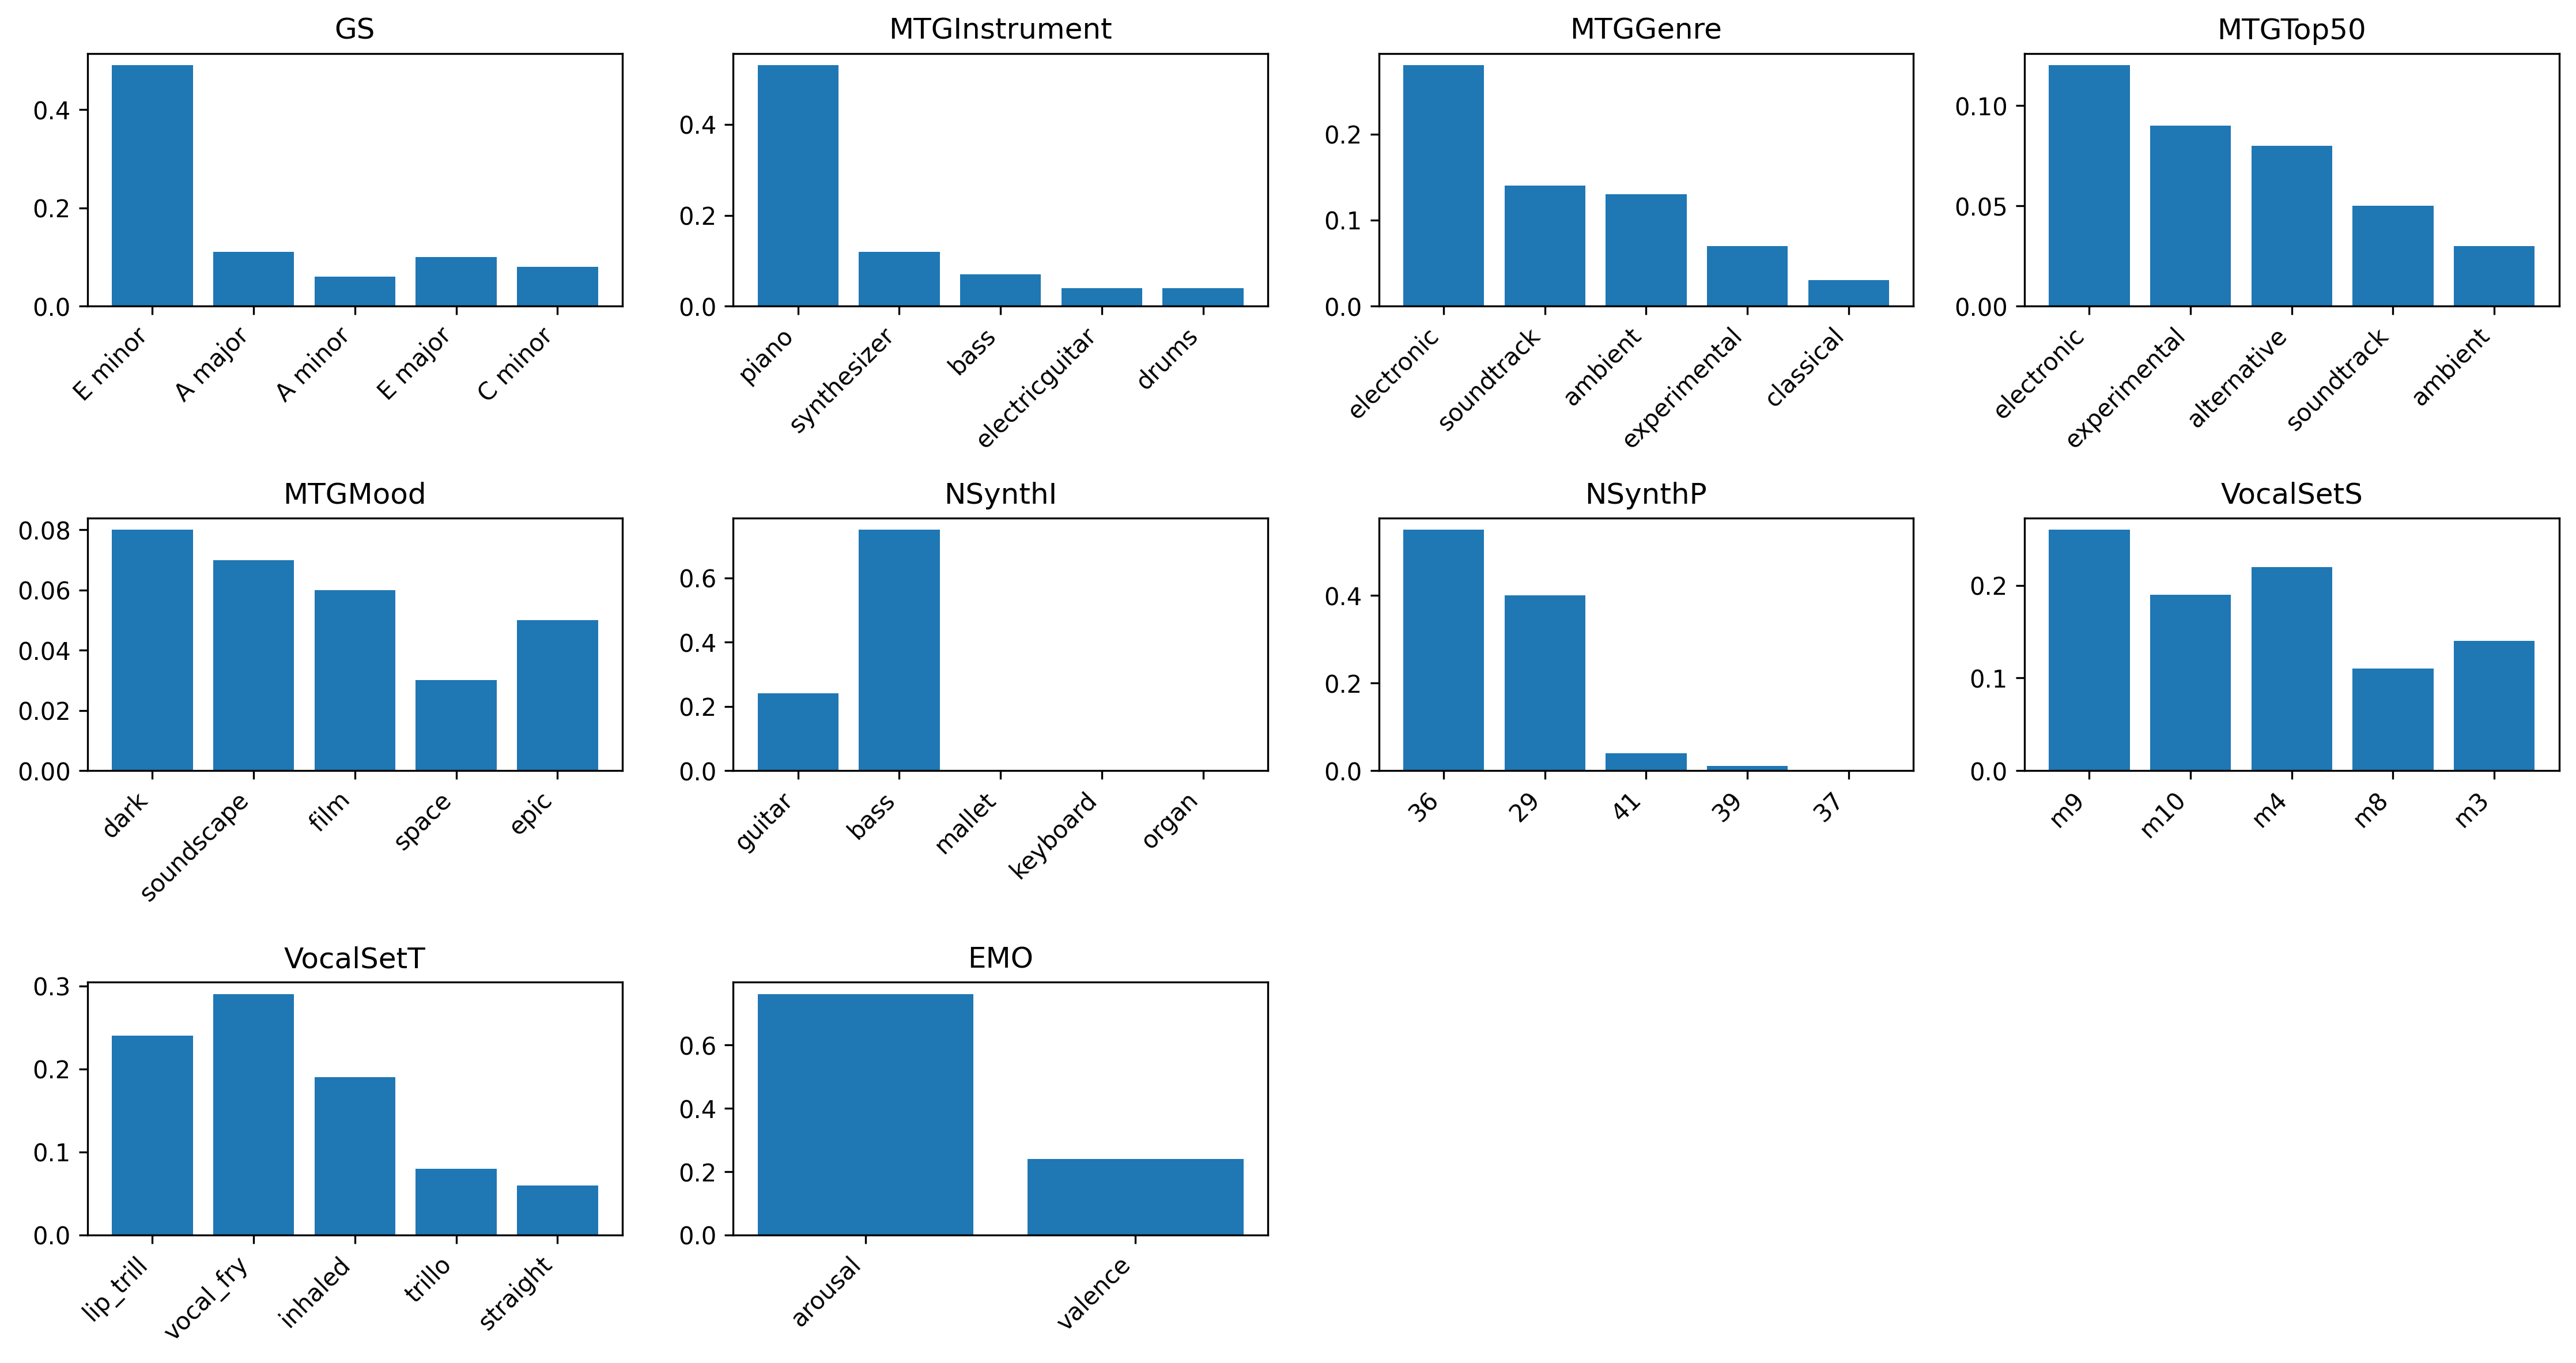 GS
0.4
0.2
0.0
E minor
A major
A minor
E major
C minor
MTGInstrument
0.4
0.2
0.0
piano
synthesizer
bass
electricguitar
drums
MTGGenre
0.2
0.1
0.0
electronic
soundtrack
ambient
experimental
classical
MTGTop50
0.10
0.05
0.00
electronic
experimental
alternative
soundtrack
ambient
MTGMood
0.08
0.06
0.04
0.02
0.00
dark
soundscape
film
space
epic
NSynthI
0.6
0.4
0.2
0.0
guitar
bass
mallet
keyboard
organ
NSynthP
0.4
0.2
0.0
36
29
41
39
37
VocalSetS
0.2
0.1
0.0
m9
m10
m4
m8
m3
VocalSetT
0.3
0.2
0.1
0.0
lip_trill
vocal_fry
inhaled
trillo
straight
EMO
0.6
0.4
0.2
0.0
arousal
valence